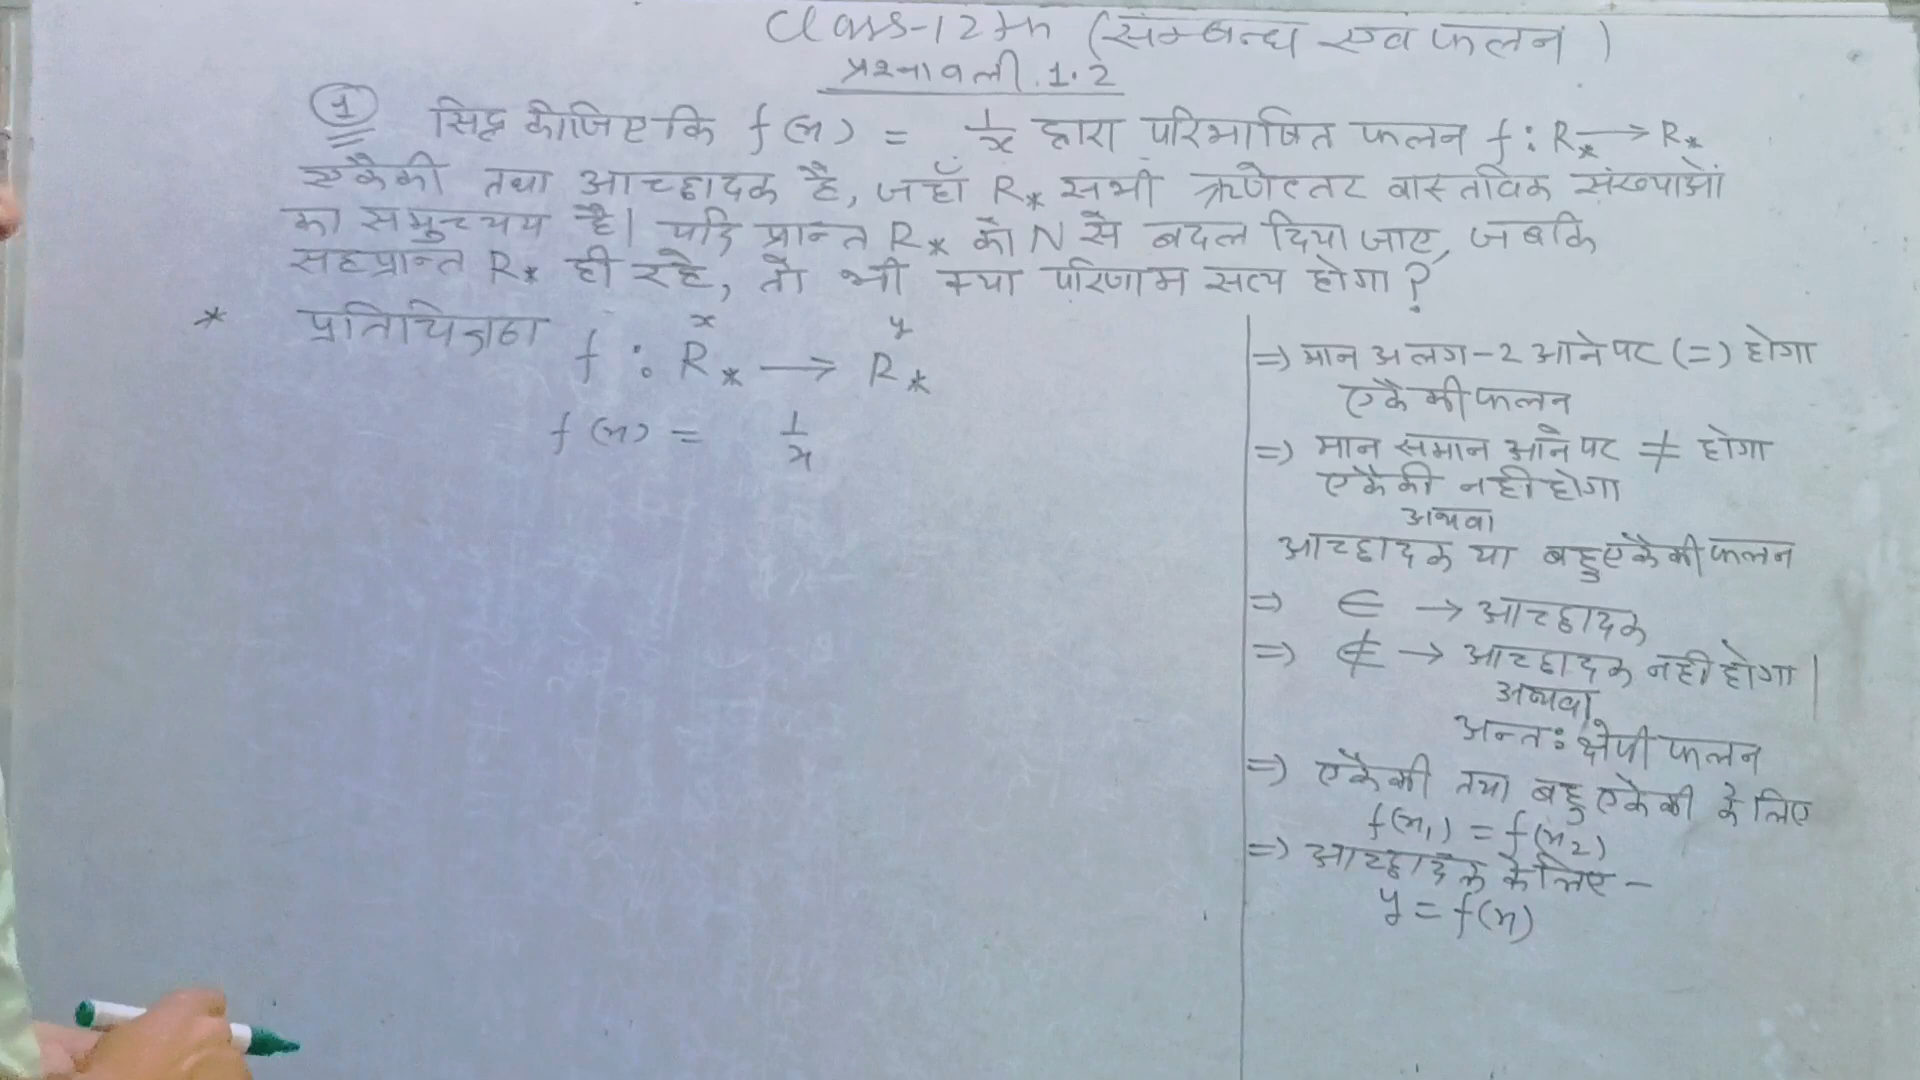 Class-12th (सम्बन्ध एवं फलन)
प्रश्नावली 1.2
① सिद्ध कीजिए कि f(x) = 1/x द्वारा परिभाषित फलन f : R* → R*
एकैकी तथा आच्छादक है, जहाँ R* सभी ऋणेत्तर वास्तविक संख्याओं
का समुच्चय है। यदि प्रान्त R* को N से बदल दिया जाए, जबकि
सहप्रान्त R* ही रहे, तो भी क्या परिणाम सत्य होगा?
* प्रतिचित्रण
x y
f : R* → R*
f(x) = 1/x
⇒ मान अलग-2 आने पर (=) होगा
एकैकी फलन
⇒ मान समान आने पर ≠ होगा
एकैकी नही होगा
अथवा
आच्छादक या बहुएकैकी फलन
⇒ ∈ → आच्छादक
⇒ ∉ → आच्छादक नही होगा|
अथवा
अन्तः क्षेपी फलन
⇒ एकैकी तथा बहुएकैकी के लिए
f(x₁) = f(x₂)
⇒ आच्छादक के लिए –
y = f(x)